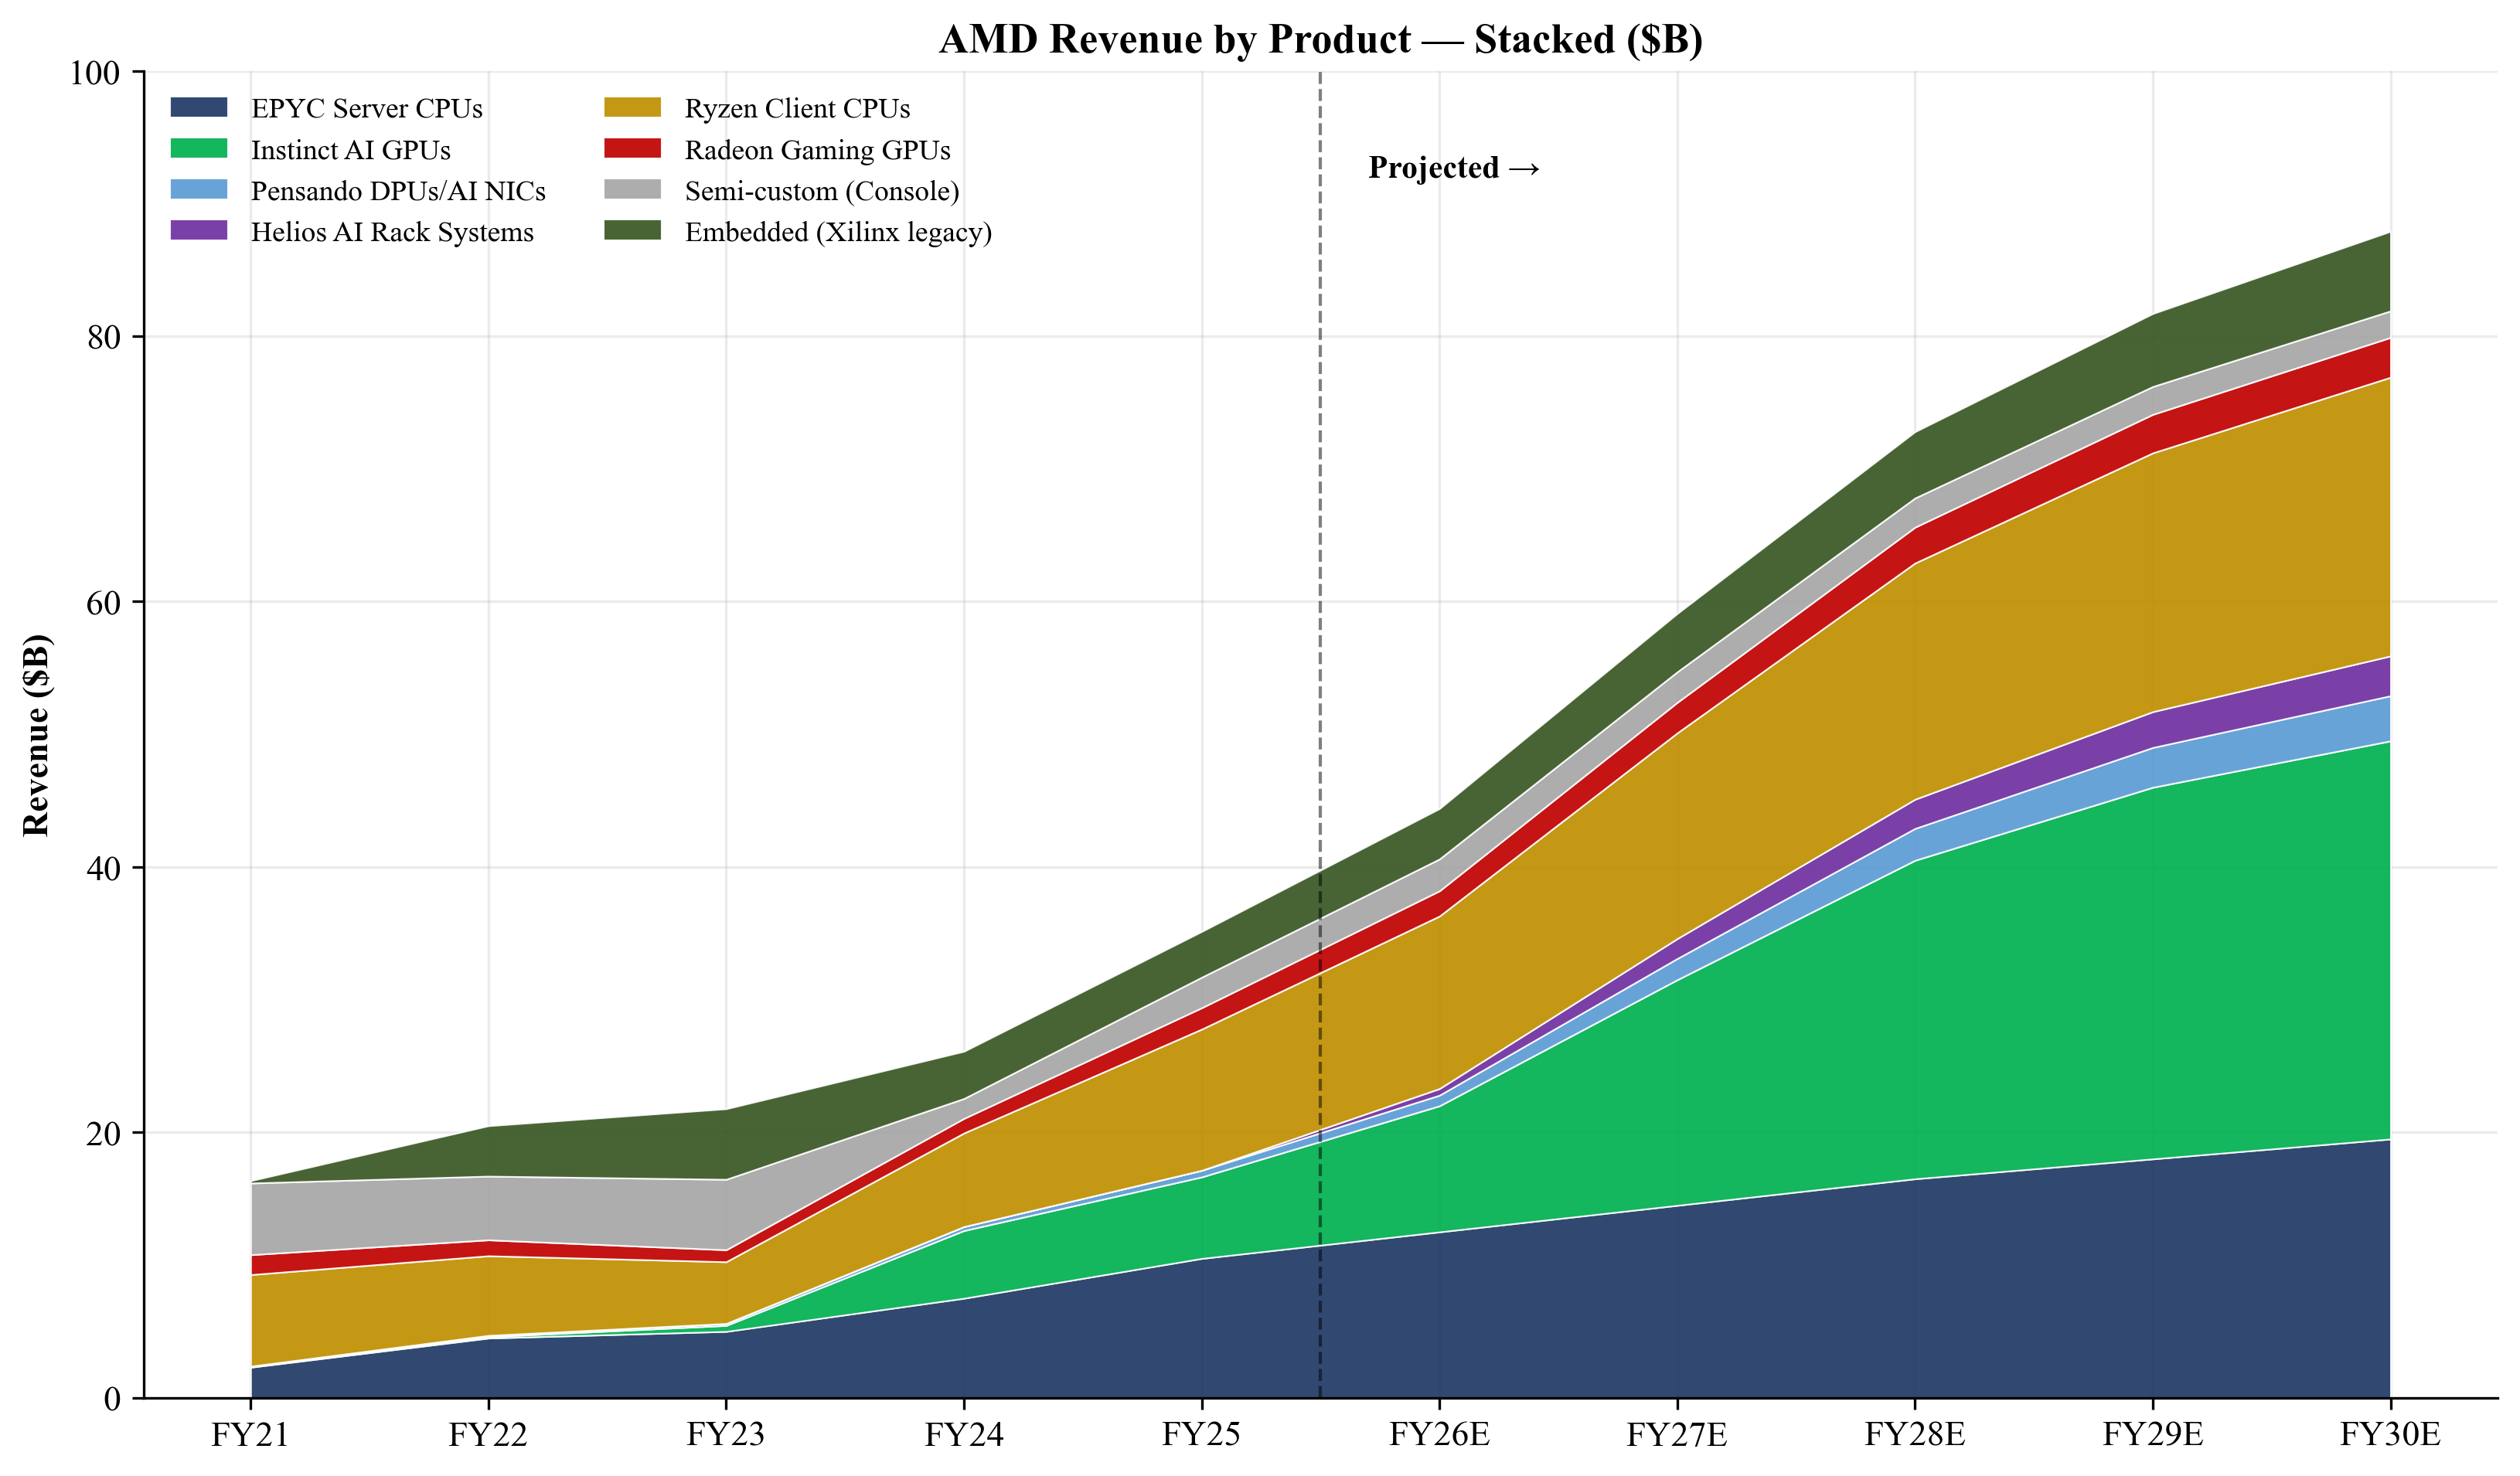 AMD Revenue by Product — Stacked ($B)
EPYC Server CPUs
Instinct AI GPUs
Pensando DPUs/AI NICs
Helios AI Rack Systems
Ryzen Client CPUs
Radeon Gaming GPUs
Semi-custom (Console)
Embedded (Xilinx legacy)
Projected →
Revenue ($B)
100
80
60
40
20
0
FY21 FY22 FY23 FY24 FY25 FY26E FY27E FY28E FY29E FY30E